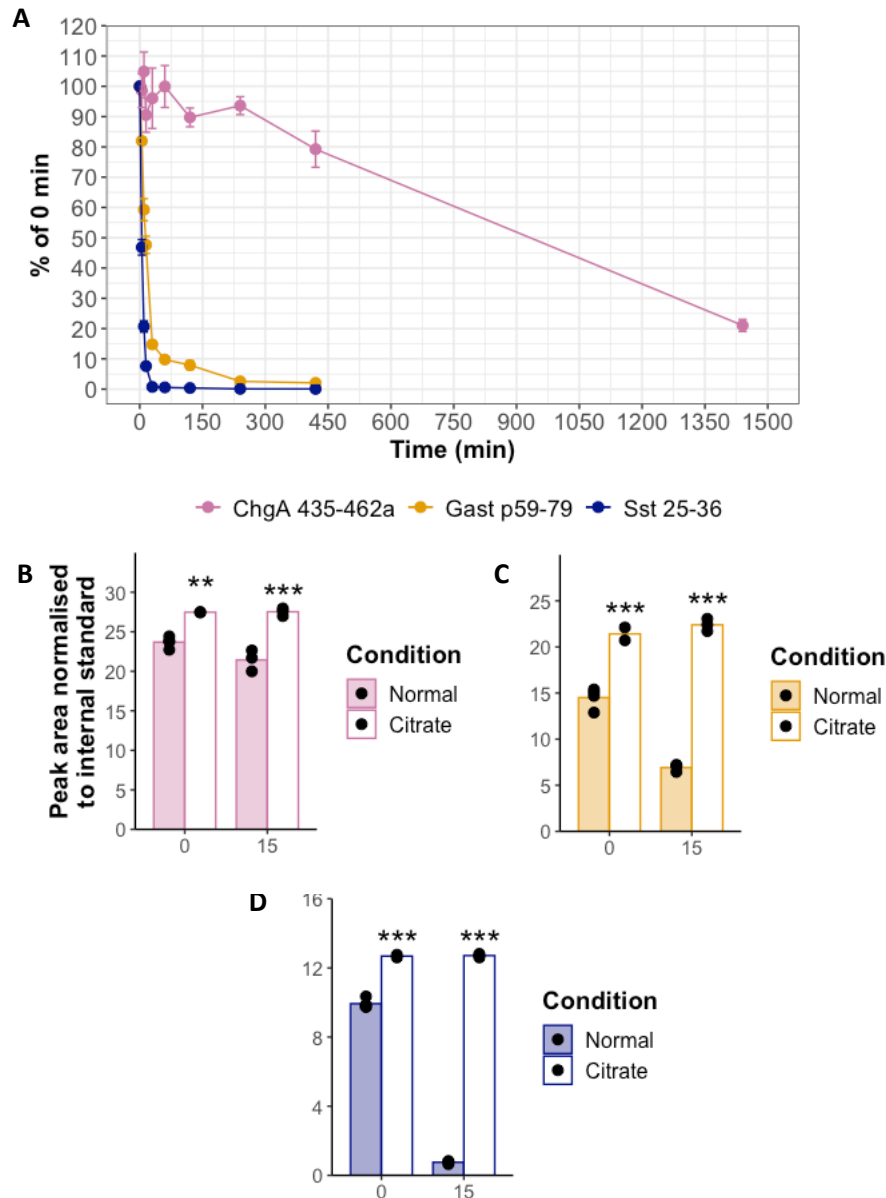 A
120
110
100
90
80
70
60
50
40
30
20
10
0
% of 0 min
0 150 300 450 600 750 900 1050 1200 1350 1500
Time (min)
ChgA 435-462a Gast p59-79 Sst 25-36
B
Peak area normalised
to internal standard
30
25
20
15
10
5
0
** ***
0 15
Condition
Normal
Citrate
C
25
20
15
10
5
0
*** ***
0 15
Condition
Normal
Citrate
D
16
12
8
4
0
*** ***
0 15
Condition
Normal
Citrate